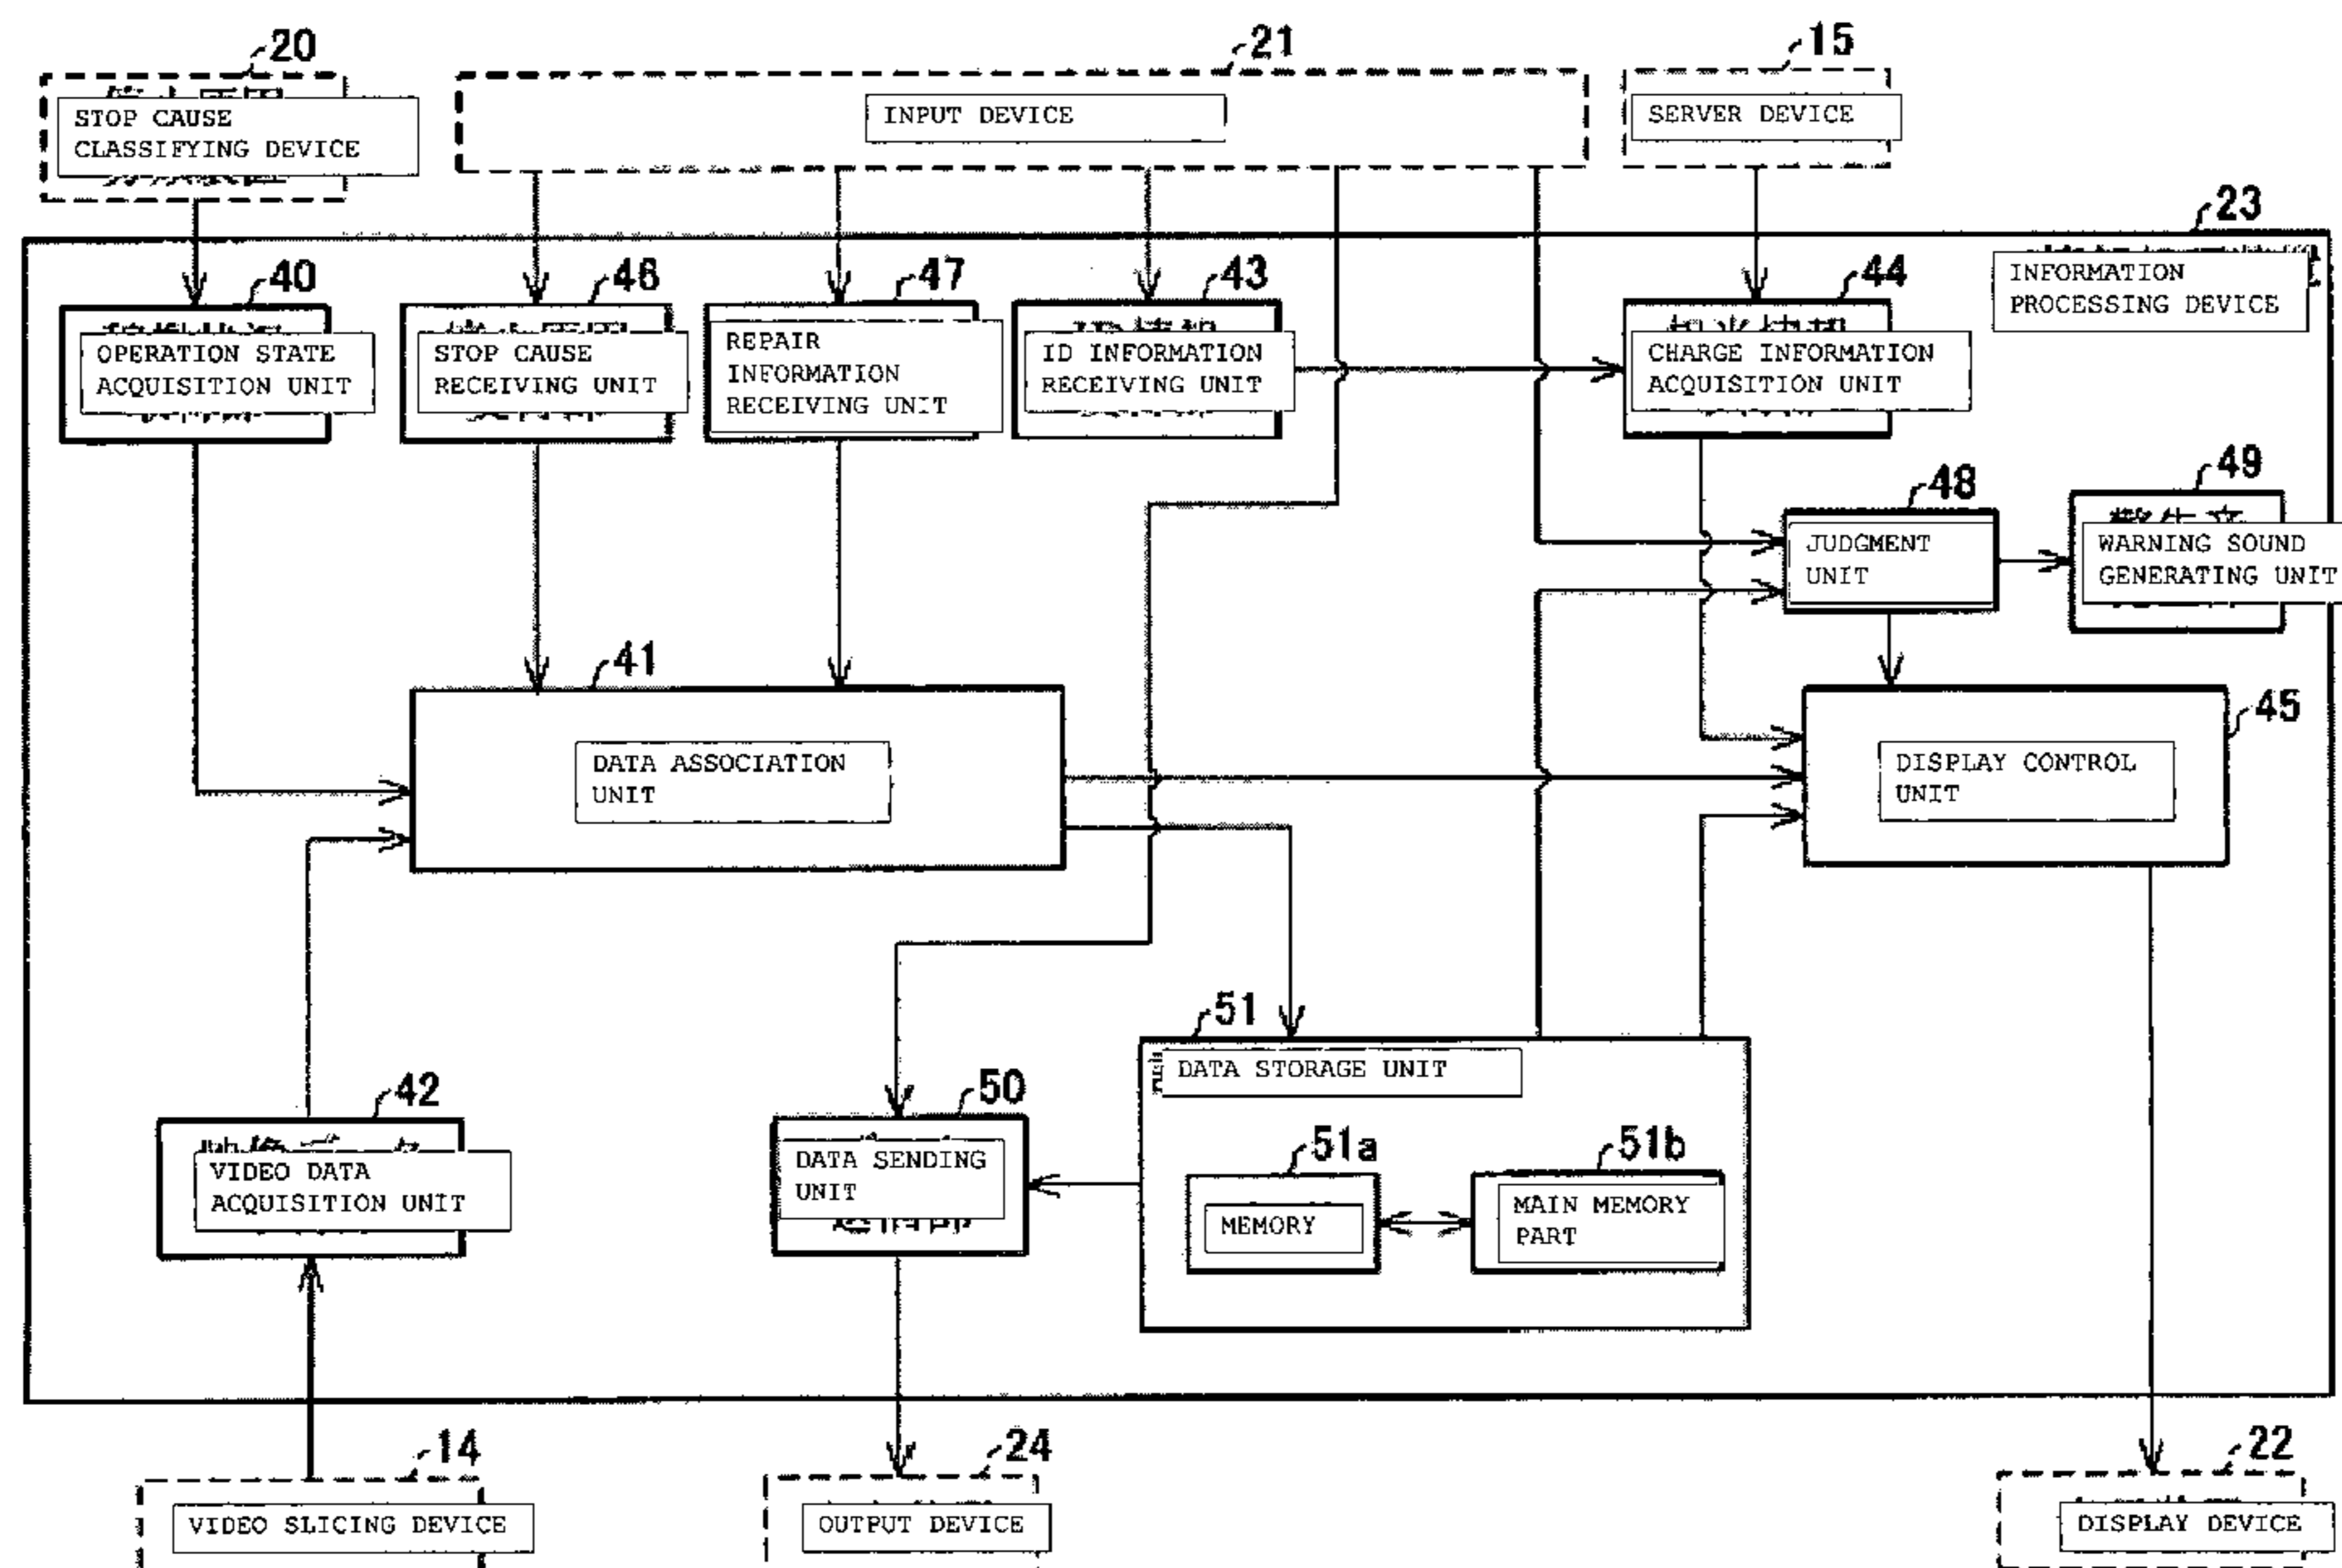 20
21
15
STOP CAUSE
CLASSIFYING DEVICE
INPUT DEVICE
SERVER DEVICE
23
INFORMATION
PROCESSING DEVICE
40
46
47
43
44
OPERATION STATE
ACQUISITION UNIT
STOP CAUSE
RECEIVING UNIT
REPAIR
INFORMATION
RECEIVING UNIT
ID INFORMATION
RECEIVING UNIT
CHARGE INFORMATION
ACQUISITION UNIT
48
49
JUDGMENT
UNIT
WARNING SOUND
GENERATING UNIT
41
45
DATA ASSOCIATION
UNIT
DISPLAY CONTROL
UNIT
51
DATA STORAGE UNIT
42
50
VIDEO DATA
ACQUISITION UNIT
DATA SENDING
UNIT
51a
51b
MEMORY
MAIN MEMORY
PART
14
24
22
VIDEO SLICING DEVICE
OUTPUT DEVICE
DISPLAY DEVICE